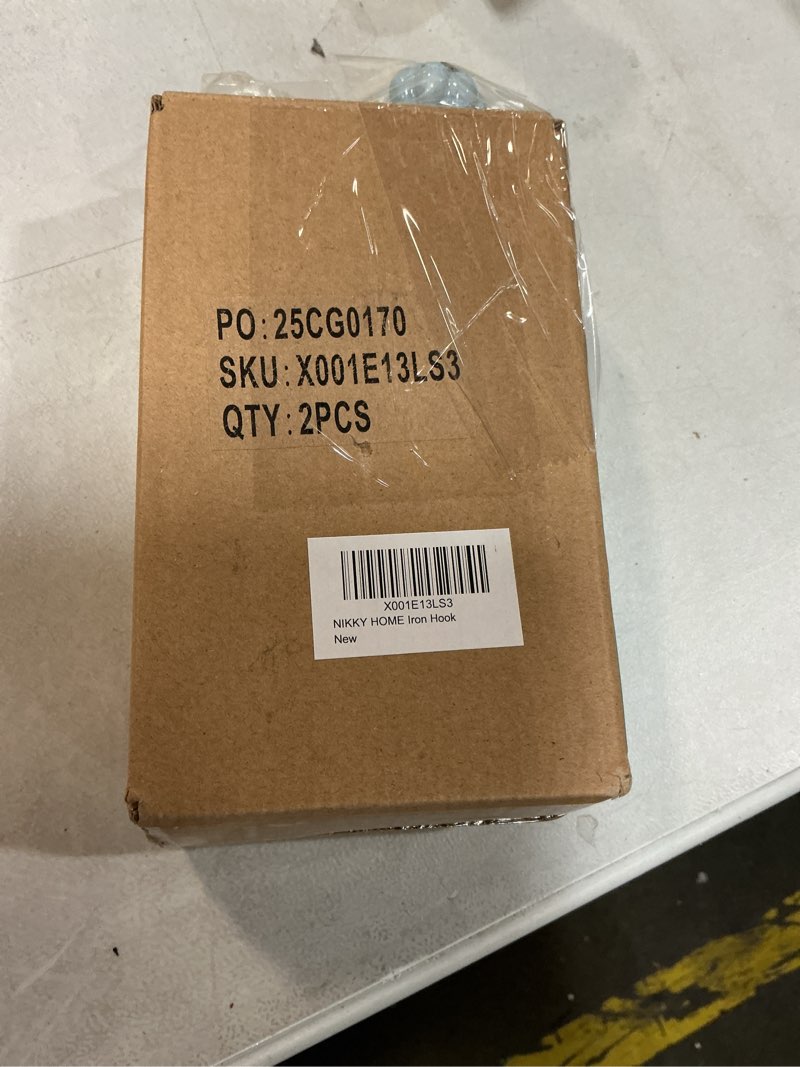 PO:25CG0170
SKU:X001E13LS3
QTY:2PCS
X001E13LS3
NIKKY HOME Iron Hook
New